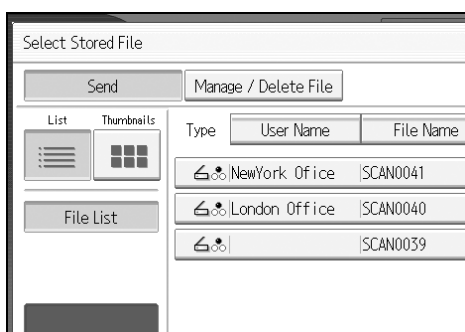 Select Stored File
Send Manage / Delete File
List Thumbnails
Type User Name File Name
NewYork Ofice SCAN0041
File List
London Office SCAN0040
SCAN0039